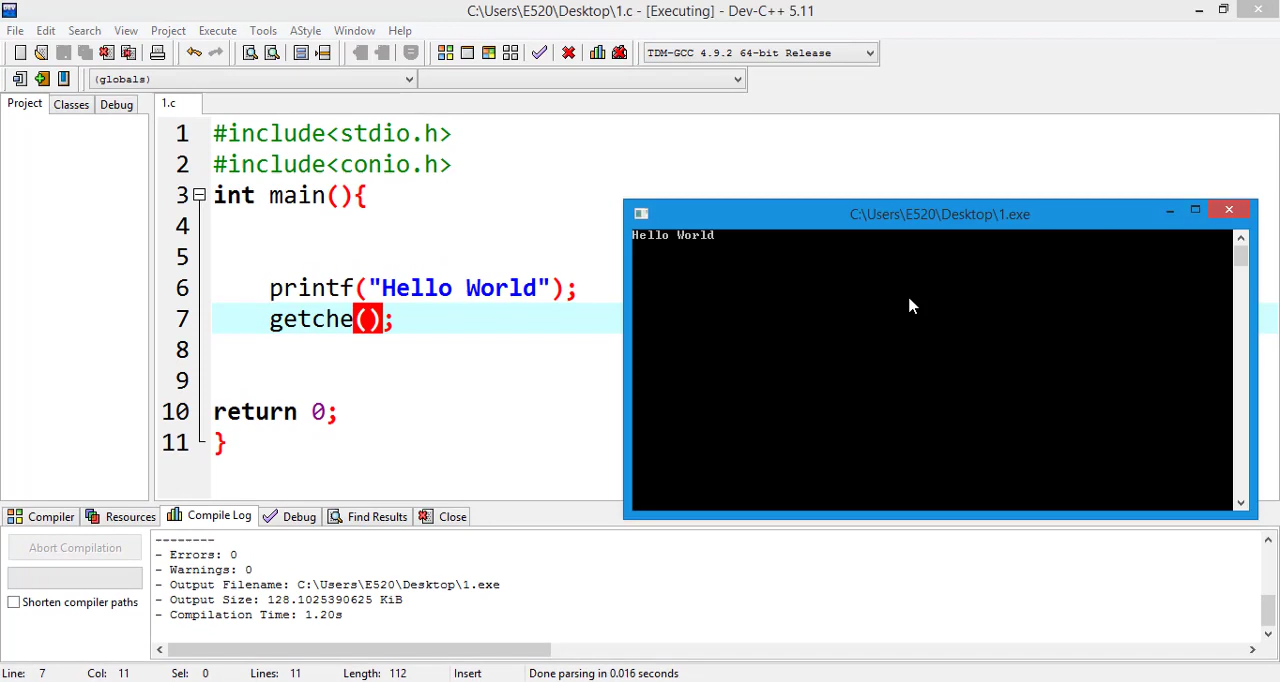 C:\Users\E520\Desktop\1.c - [Executing] - Dev-C++ 5.11
File Edit Search View Project Execute Tools AStyle Window Help
TDM-GCC 4.9.2 64-bit Release
(globals)
Project Classes Debug
1.c
1 #include<stdio.h>
2 #include<conio.h>
3 int main(){
4
5
6 printf("Hello World");
7 getche();
8
9
10 return 0;
11 }
C:\Users\E520\Desktop\1.exe
Hello World
Compiler Resources Compile Log Debug Find Results Close
Abort Compilation
Shorten compiler paths
--------
- Errors: 0
- Warnings: 0
- Output Filename: C:\Users\E520\Desktop\1.exe
- Output Size: 128.1025390625 KiB
- Compilation Time: 1.20s
Line: 7 Col: 11 Sel: 0 Lines: 11 Length: 112 Insert Done parsing in 0.016 seconds